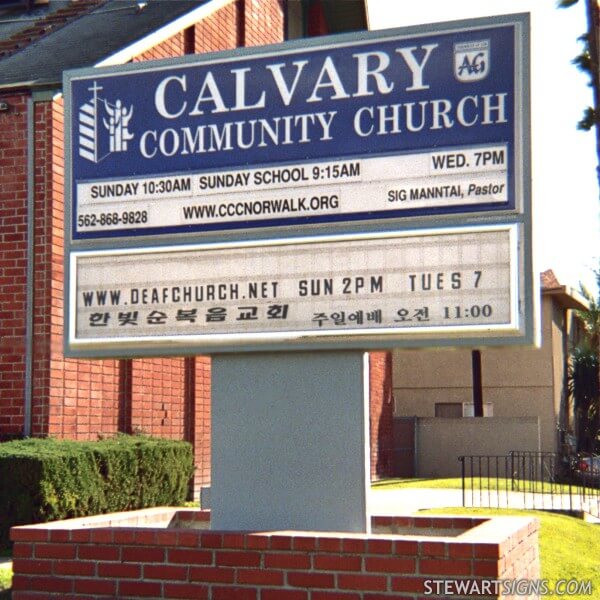 CALVARY
COMMUNITY CHURCH
AG
SUNDAY 10:30AM SUNDAY SCHOOL 9:15AM WED. 7PM
562-868-9828 WWW.CCCNORWALK.ORG SIG MANNTAI, Pastor
WWW.DEAFCHURCH.NET SUN 2PM TUES 7
한빛순복음교회 주일예배 오전 11:00
STEWARTSIGNS.COM